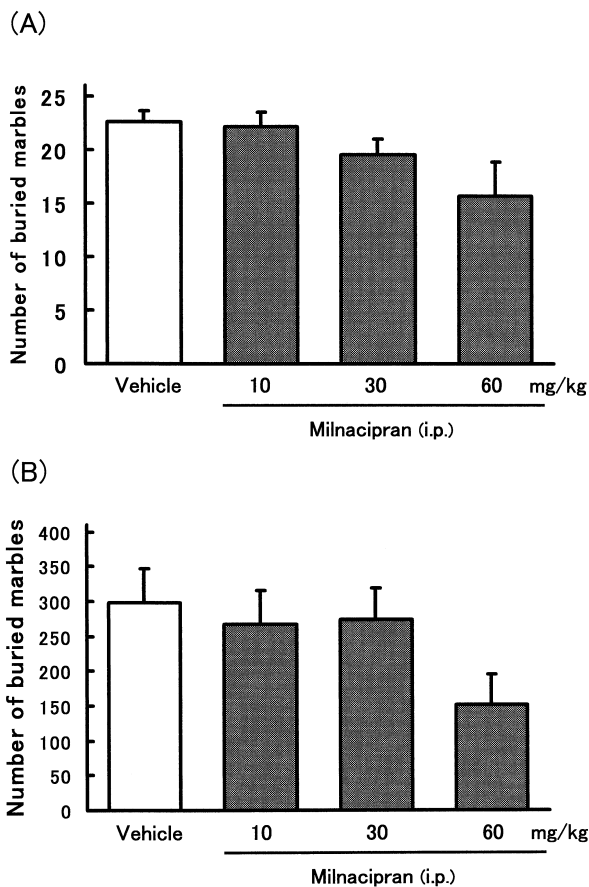 (A)
Number of buried marbles
25
20
15
10
5
0
Vehicle 10 30 60 mg/kg
Milnacipran (i.p.)
(B)
Number of buried marbles
400
350
300
250
200
150
100
50
0
Vehicle 10 30 60 mg/kg
Milnacipran (i.p.)